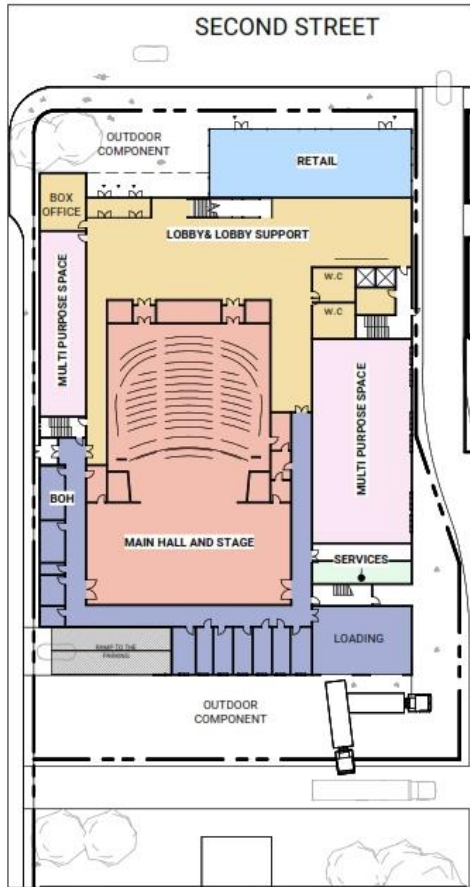 SECOND STREET
OUTDOOR
COMPONENT
RETAIL
BOX
OFFICE
LOBBY& LOBBY SUPPORT
W.C
W.C
MULTI PURPOSE SPACE
MULTI PURPOSE SPACE
BOH
MAIN HALL AND STAGE
SERVICES
LOADING
RAMP TO THE
PARKING
OUTDOOR
COMPONENT